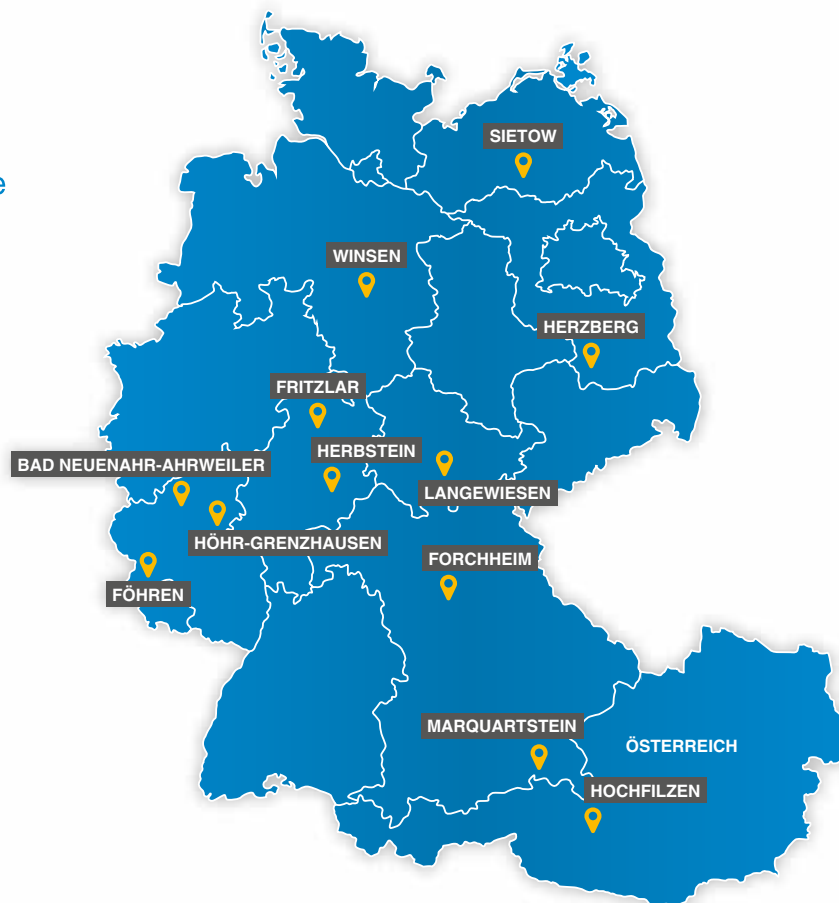 SIETOW
e
WINSEN
HERZBERG
FRITZLAR
HERBSTEIN
BAD NEUENAHR-AHRWEILER
LANGEWIESEN
HÖHR-GRENZHAUSEN
FORCHHEIM
FÖHREN
MARQUARTSTEIN
ÖSTERREICH
HOCHFILZEN